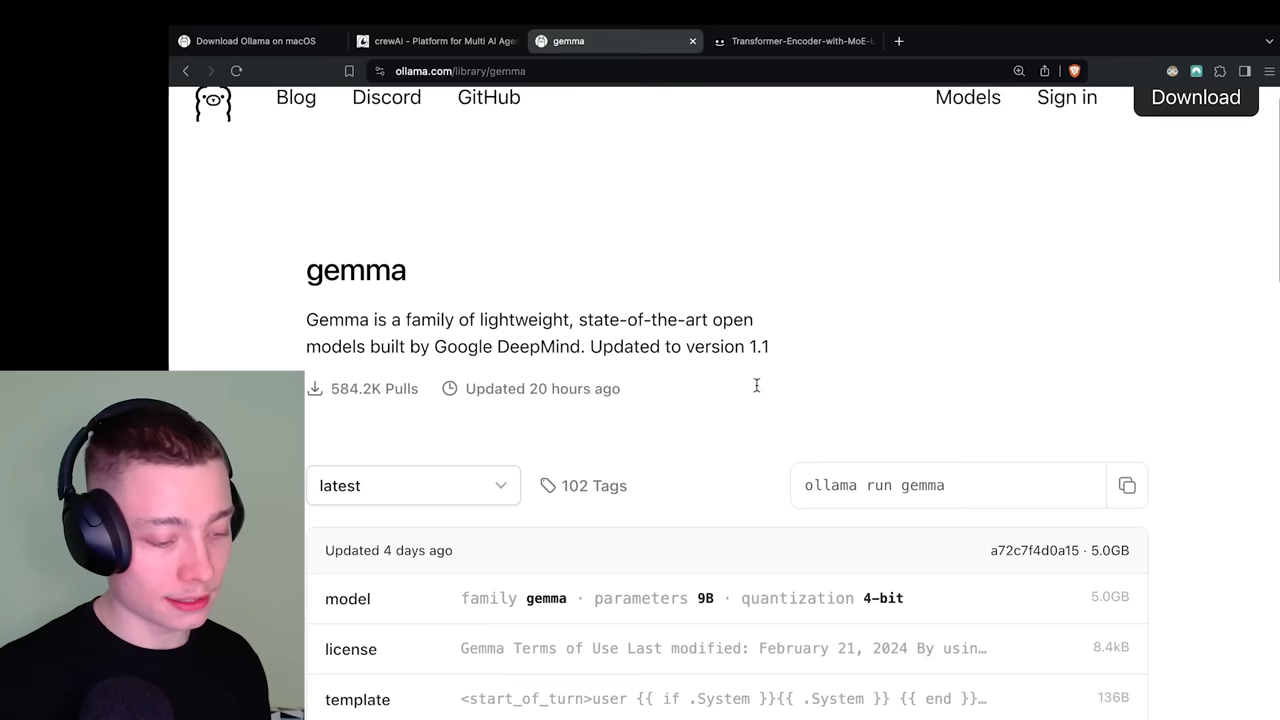 Download Ollama on macOS
crewAI - Platform for Multi AI Age
gemma
Transformer-Encoder-with-MoE-L
ollama.com/library/gemma
Blog
Discord
GitHub
Models
Sign in
Download
gemma
Gemma is a family of lightweight, state-of-the-art open
models built by Google DeepMind. Updated to version 1.1
584.2K Pulls
Updated 20 hours ago
latest
102 Tags
ollama run gemma
Updated 4 days ago
a72c7f4d0a15 · 5.0GB
model
family gemma · parameters 9B · quantization 4-bit
5.0GB
license
Gemma Terms of Use Last modified: February 21, 2024 By usin…
8.4kB
template
<start_of_turn>user {{ if .System }}{{ .System }} {{ end }}…
136B